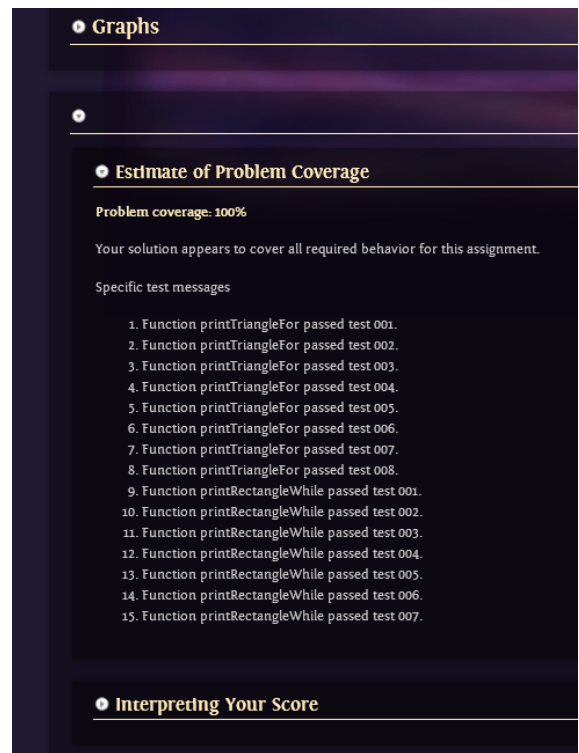 Graphs
Estimate of Problem Coverage
Problem coverage: 100%
Your solution appears to cover all required behavior for this assignment.
Specific test messages
1. Function printTriangleFor passed test 001.
2. Function printTriangleFor passed test 002.
3. Function printTriangleFor passed test 003.
4. Function printTriangleFor passed test 004.
5. Function printTriangleFor passed test 005.
6. Function printTriangleFor passed test 006.
7. Function printTriangleFor passed test 007.
8. Function printTriangleFor passed test 008.
9. Function printRectangleWhile passed test 001.
10. Function printRectangleWhile passed test 002.
11. Function printRectangleWhile passed test 003.
12. Function printRectangleWhile passed test 004.
13. Function printRectangleWhile passed test 005.
14. Function printRectangleWhile passed test 006.
15. Function printRectangleWhile passed test 007.
Interpreting Your Score